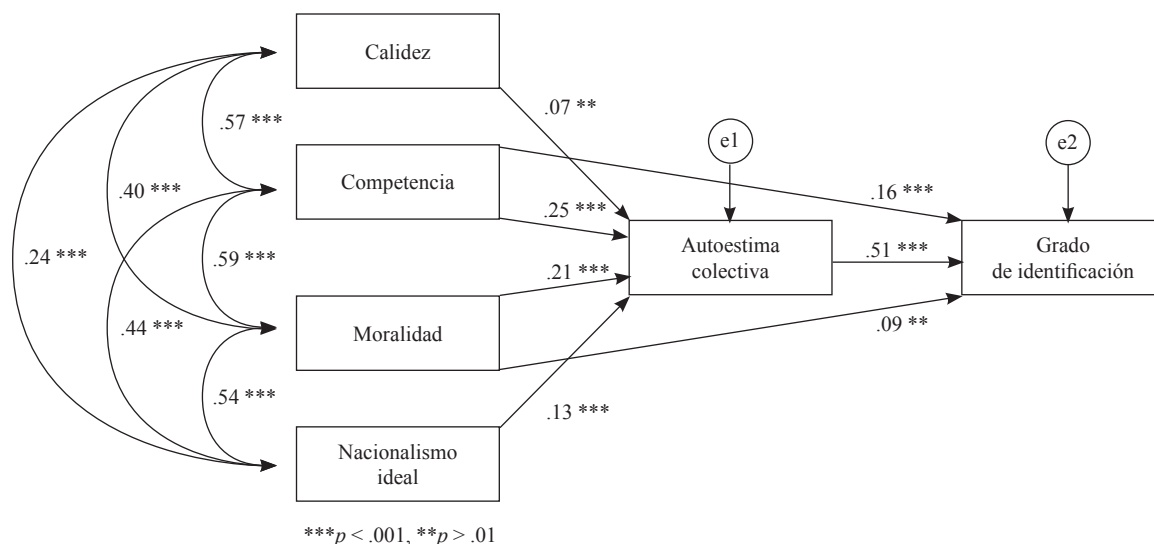 Calidez
.07 **
.57 ***
e1
e2
Competencia
.40 ***
.16 ***
.25 ***
Autoestima
colectiva
Grado
de identificación
.24 ***
.59 ***
.51 ***
.21 ***
.44 ***
Moralidad
.09 **
.54 ***
.13 ***
Nacionalismo
ideal
***p < .001, **p > .01